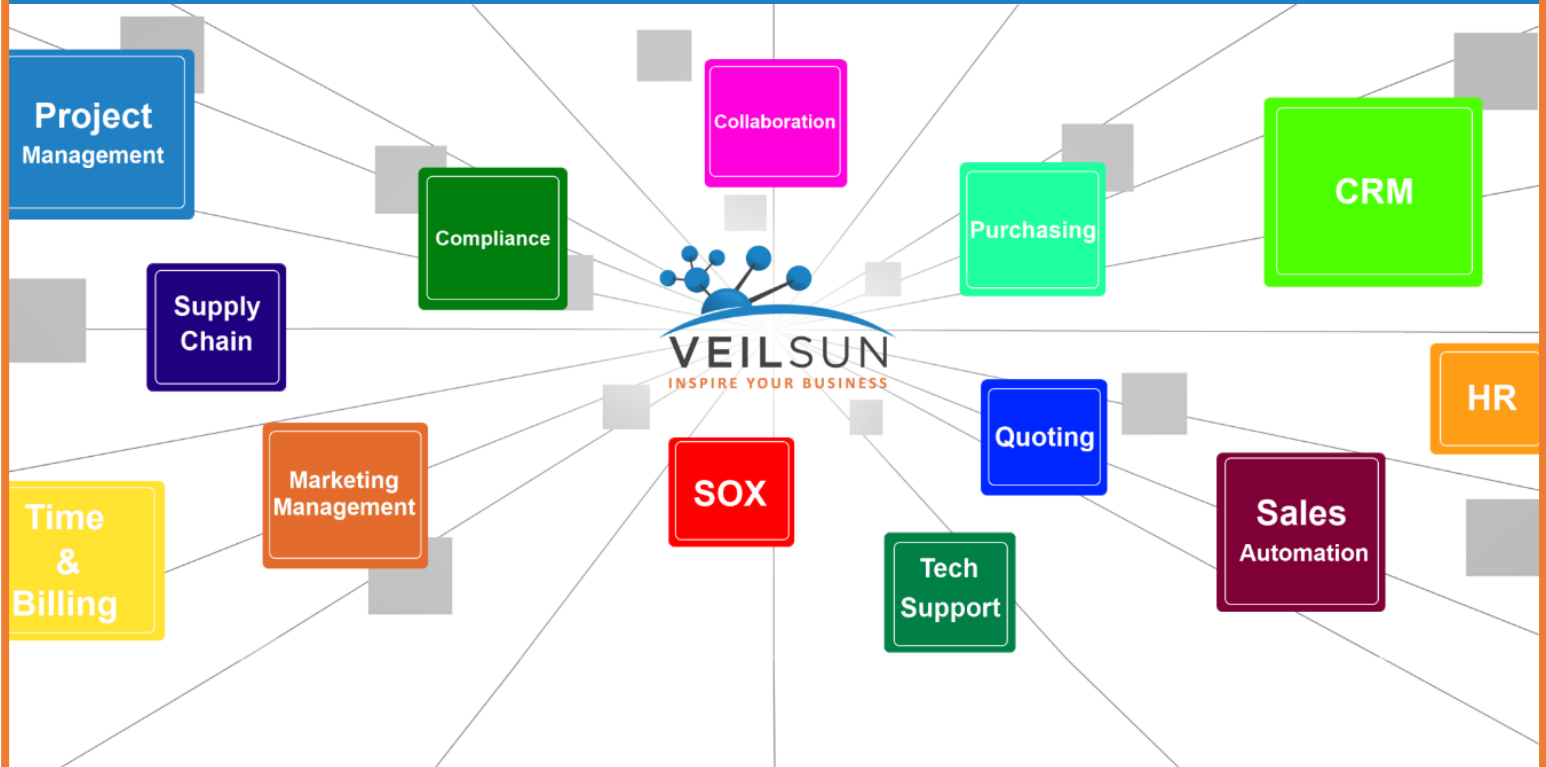 Project
Management
Collaboration
CRM
Compliance
Purchasing
Supply
Chain
VEILSUN
INSPIRE YOUR BUSINESS
HR
Quoting
Marketing
Management
SOX
Sales
Automation
Time
&
Billing
Tech
Support